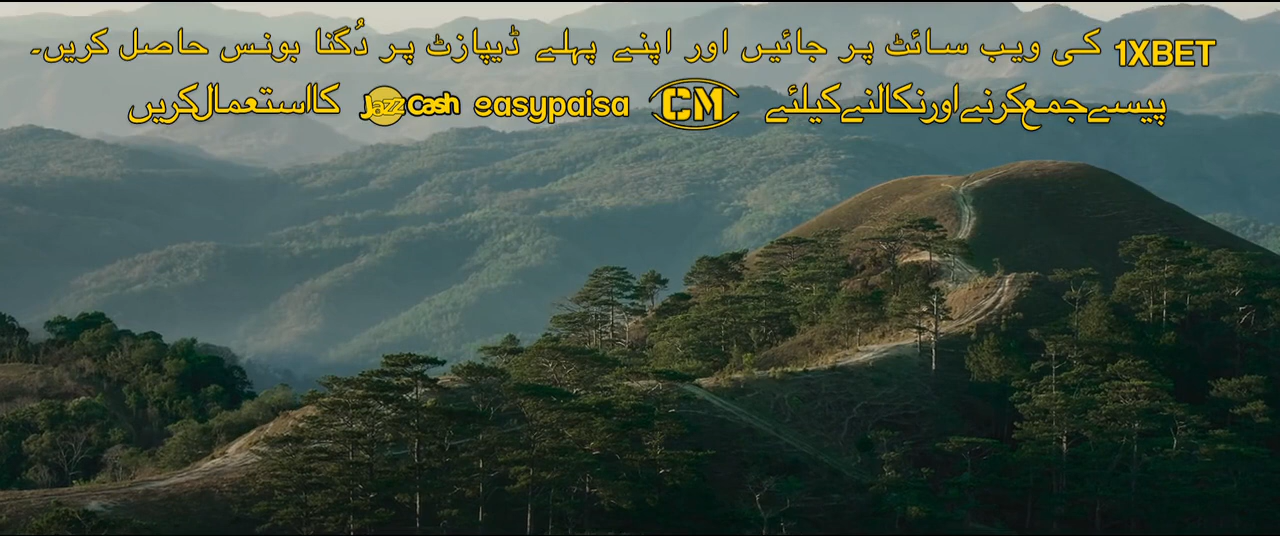 1XBET کی ویب سائٹ پر جائیں اور اپنے پہلے ڈیپازٹ پر دُگنا بونس حاصل کریں۔
پیسے جمع کرنے اور نکالنے کیلئے CM easypaisa JazzCash کا استعمال کریں